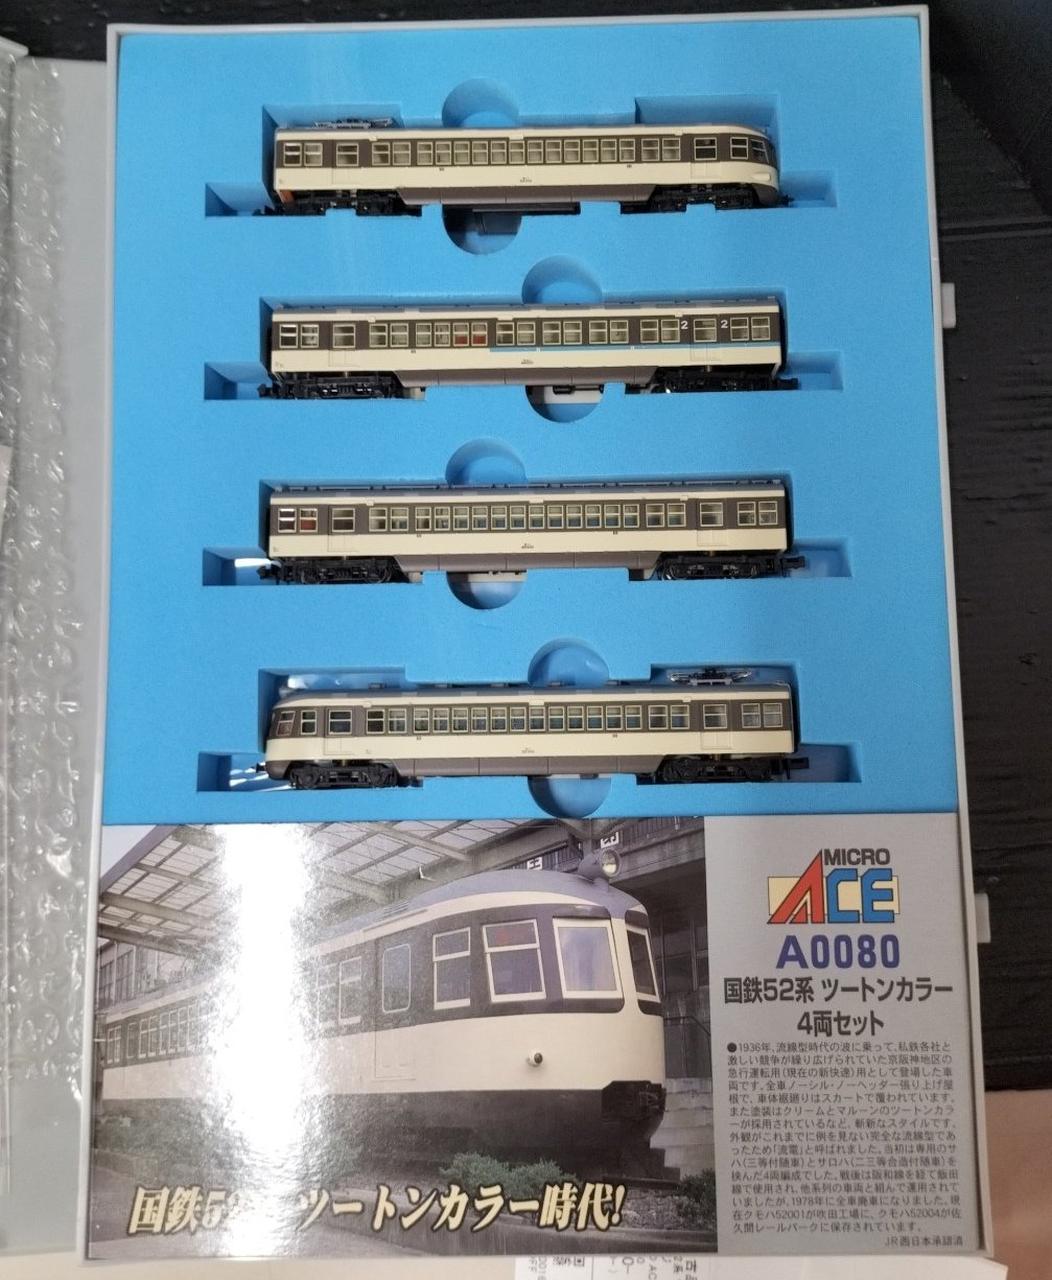 2 2
MICRO
ACE
A0080
国鉄52系 ツートンカラー
4両セット
●1936年、流線型時代の波に乗って、私鉄各社と
激しい競争が繰り広げられていた京阪神地区の
急行運転用(現在の新快速)用として登場した車
両です。全車ノーシル・ノーヘッダー張り上げ屋
根で、車体裾廻りはスカートで覆われています。
また塗装はクリームとマルーンのツートンカラ
ーが採用されているなど、斬新なスタイルです。
外観がこれまでに例を見ない完全な流線型であ
ったため「流電」と呼ばれました。当初は専用のサ
ハ(三等付随車)とサロハ(二三等合造付随車)を
挟んだ4両編成でした。戦後は阪和線を経て飯田
線で使用され、他系列の車両と組んで運用されて
いましたが、1978年に全車廃車になりました。現
在クモハ52001が吹田工場に、クモハ52004が佐
久間レールパークに保存されています。
JR西日本承認済
国鉄52 ツートンカラー時代!